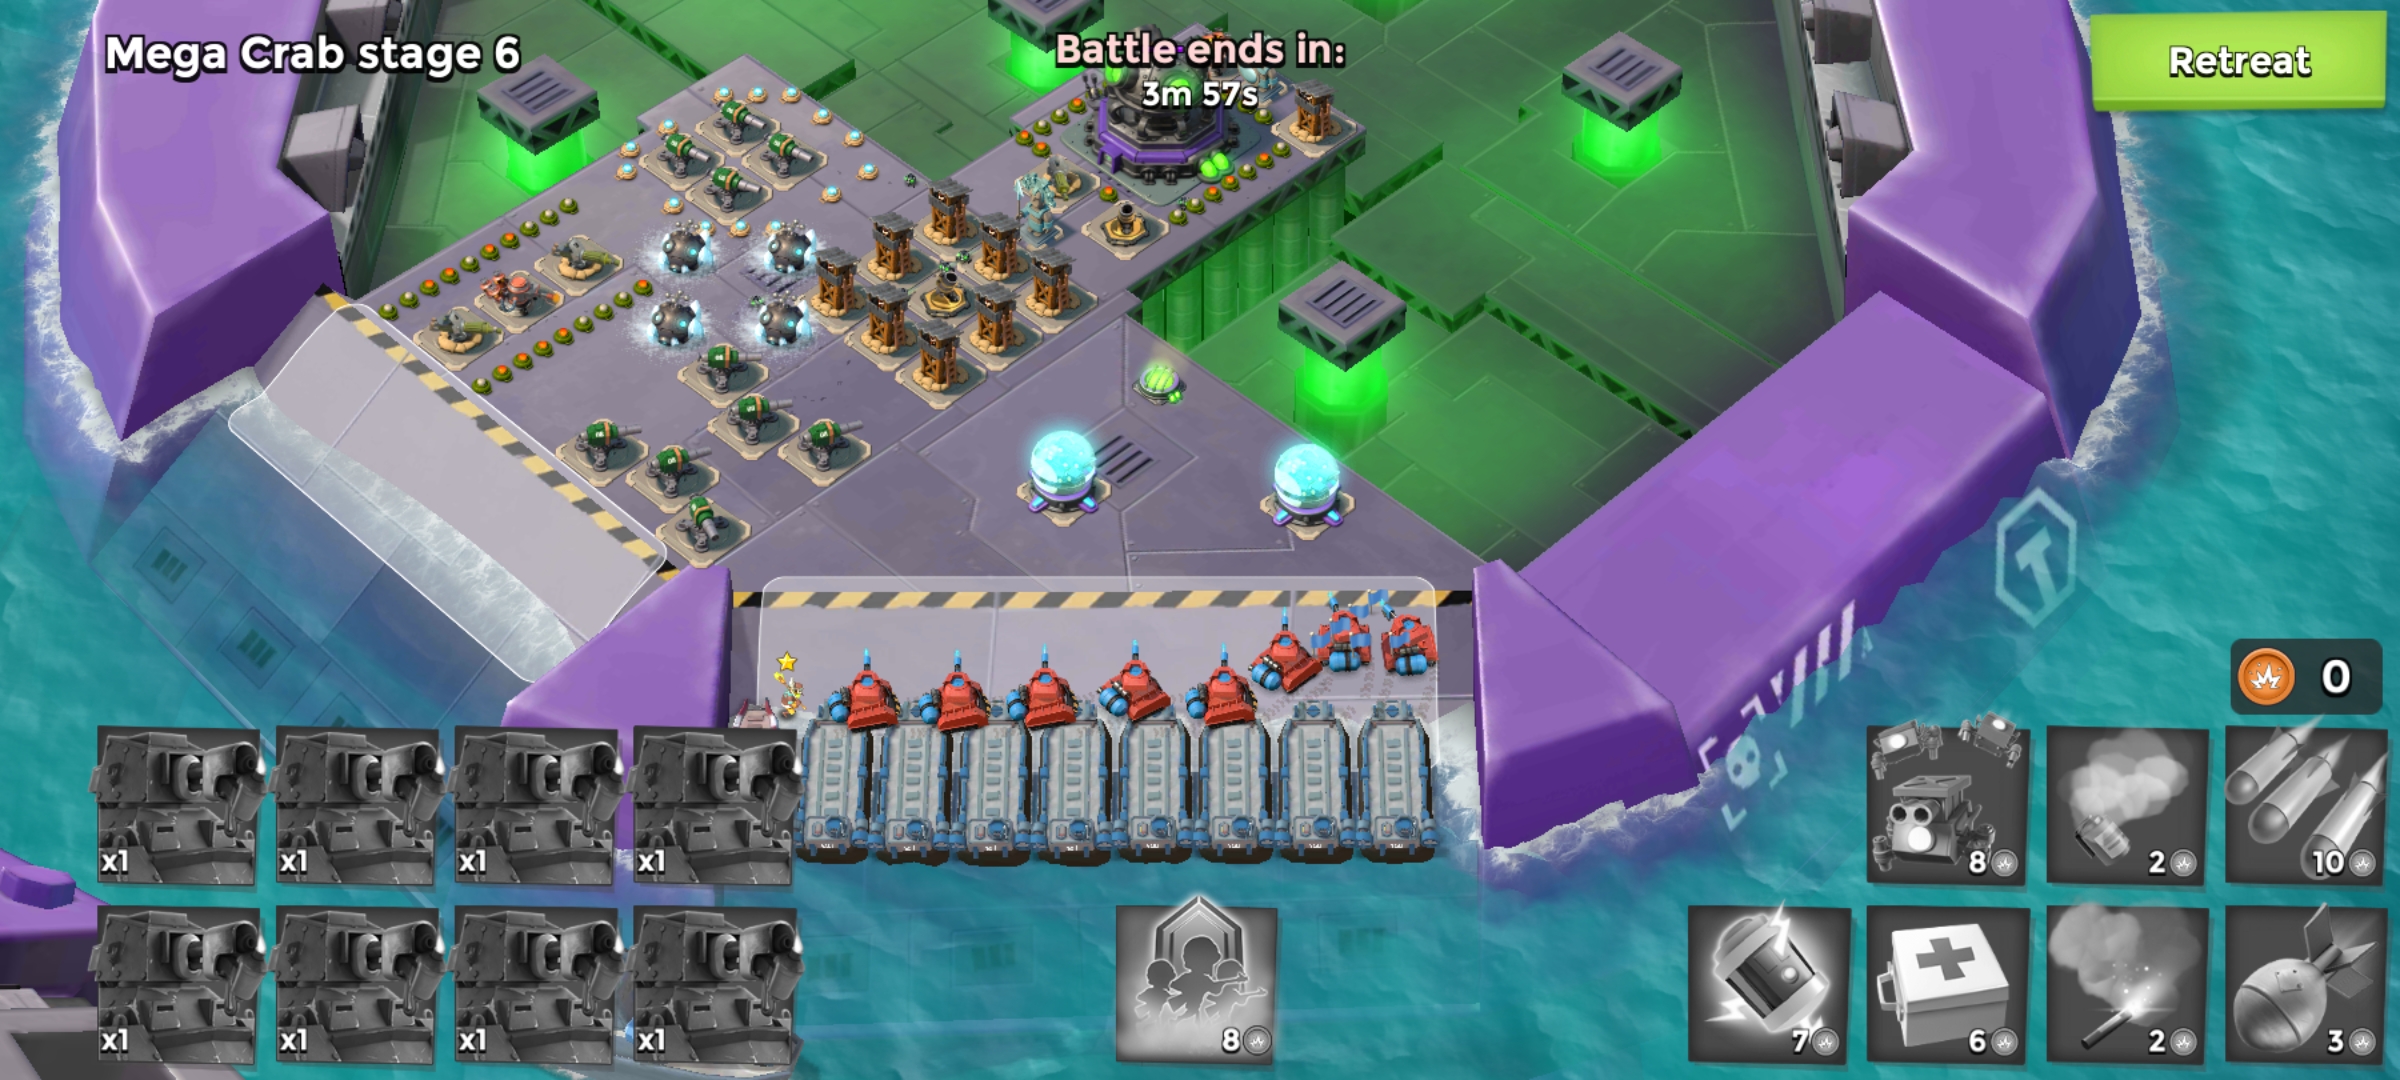 Mega Crab stage 6
Battle ends in:
3m 57s
Retreat
0
x1
x1
x1
x1
8
2
10
x1
x1
x1
x1
8
7
6
2
3